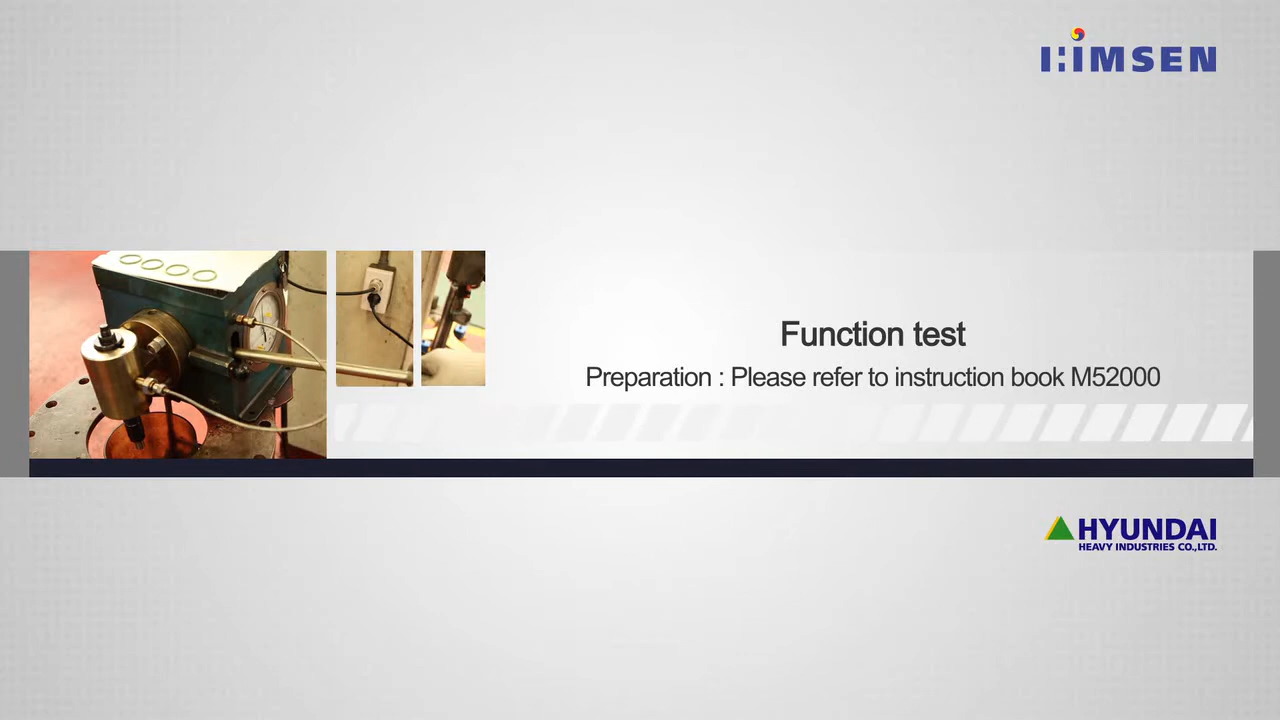 HiMSEN
Function test
Preparation : Please refer to instruction book M52000
HYUNDAI
HEAVY INDUSTRIES CO.,LTD.